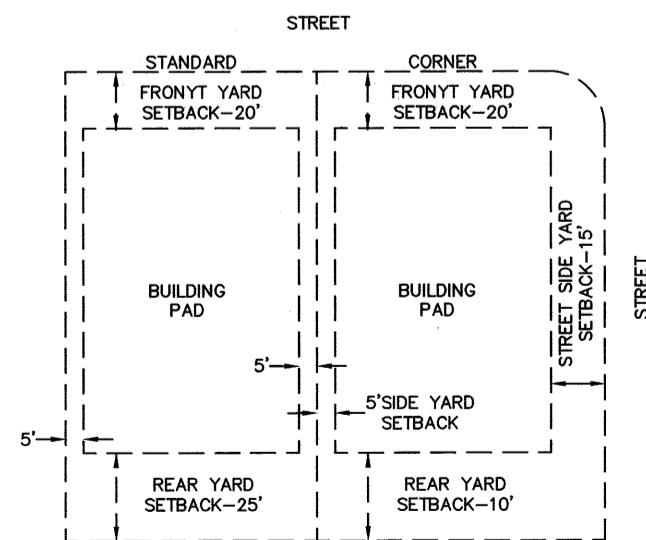 STREET
STANDARD
CORNER
FRONYT YARD
SETBACK-20'
FRONYT YARD
SETBACK-20'
BUILDING
PAD
BUILDING
PAD
STREET SIDE YARD
SETBACK-15'
STREET
5'
5'SIDE YARD
SETBACK
5'
REAR YARD
SETBACK-25'
REAR YARD
SETBACK-10'